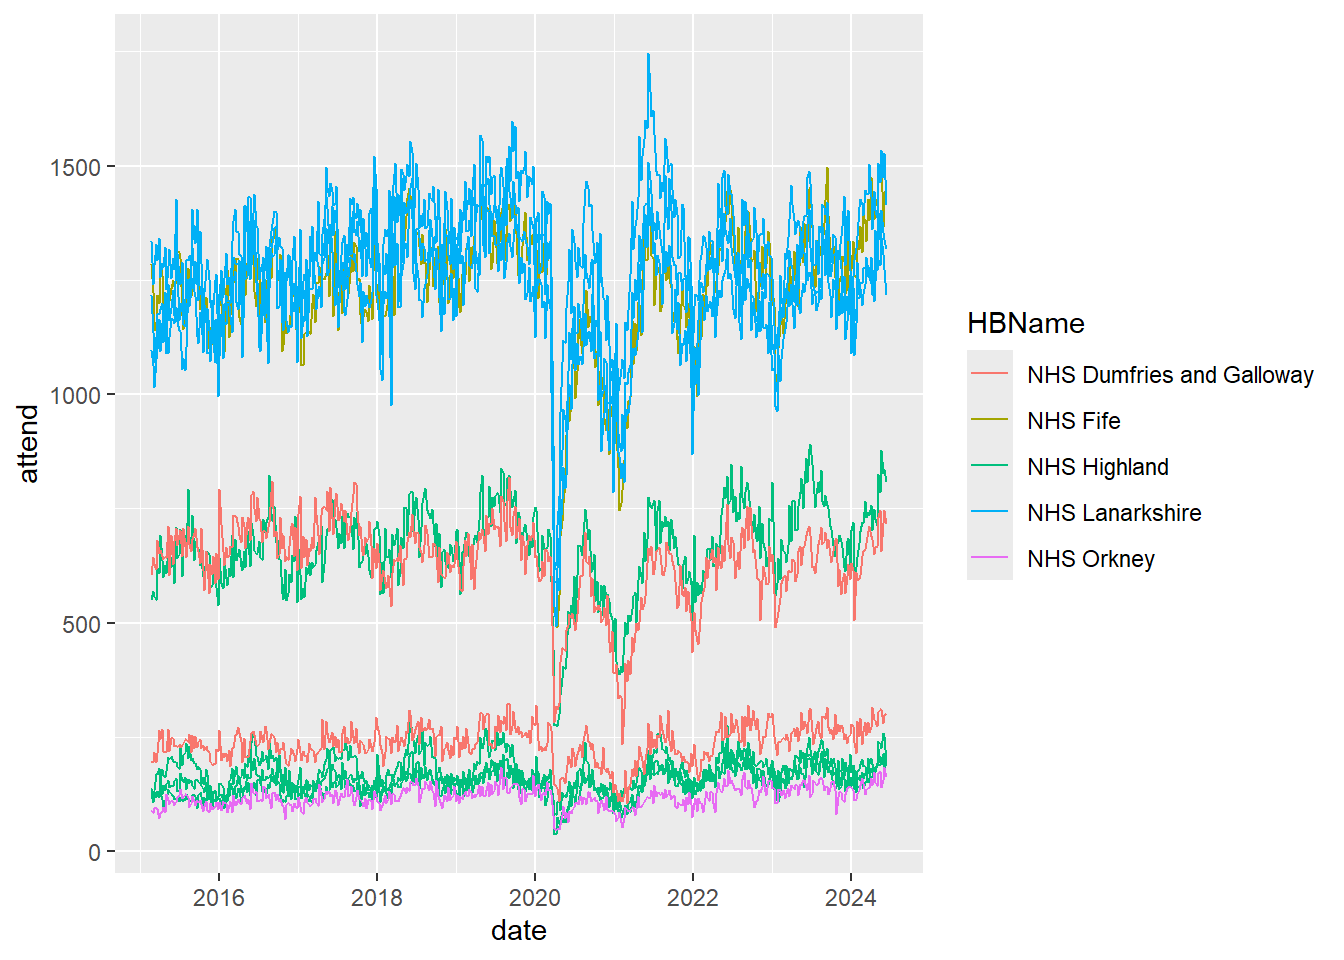 1500
1000
500
0
attend
2016 2018 2020 2022 2024
date
HBName
NHS Dumfries and Galloway
NHS Fife
NHS Highland
NHS Lanarkshire
NHS Orkney